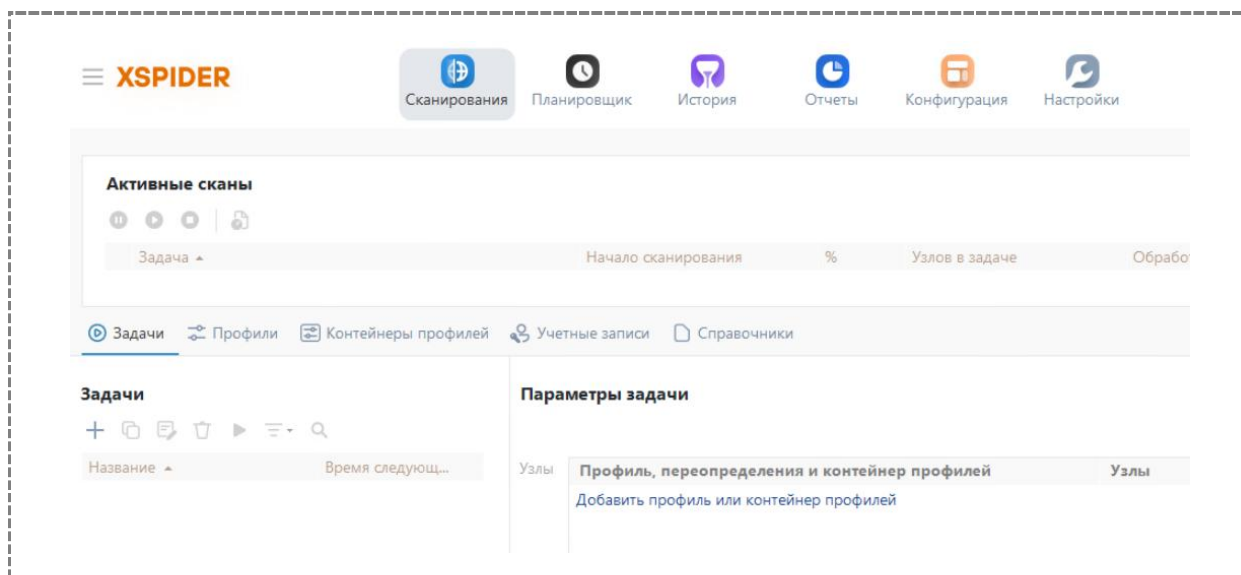 XSPIDER
Сканирования Планировщик История Отчеты Конфигурация Настройки
Активные сканы
Задача Начало сканирования % Узлов в задаче Обрабо
Задачи Профили Контейнеры профилей Учетные записи Справочники
Задачи Параметры задачи
Название Время следующ... Узлы Профиль, переопределения и контейнер профилей Узлы
Добавить профиль или контейнер профилей